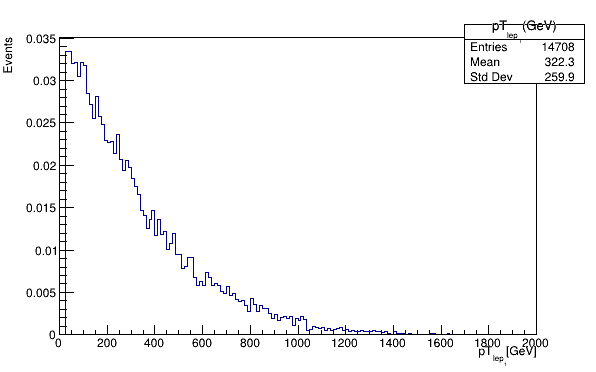 pT_lep_1 (GeV)
Entries 14708
Mean 322.3
Std Dev 259.9
Events
0.035
0.03
0.025
0.02
0.015
0.01
0.005
0
0 200 400 600 800 1000 1200 1400 1600 1800 2000
pT_lep_1 [GeV]